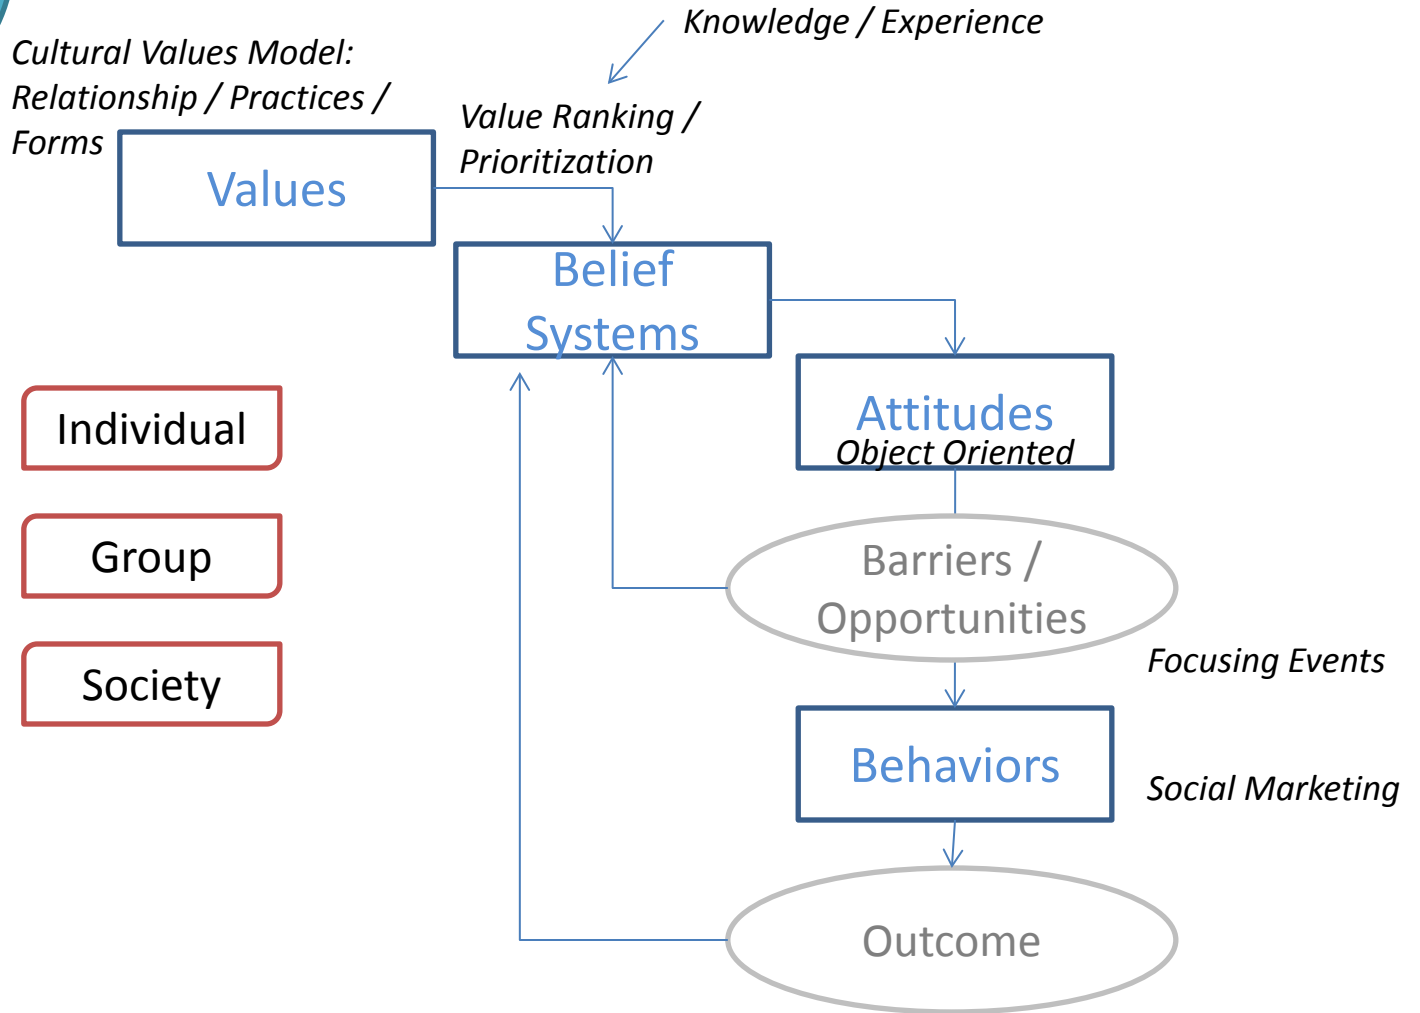 Knowledge / Experience
Cultural Values Model:
Relationship / Practices /
Forms
Value Ranking /
Prioritization
Values
Belief
Systems
Attitudes
Object Oriented
Individual
Group
Society
Barriers /
Opportunities
Focusing Events
Behaviors
Social Marketing
Outcome